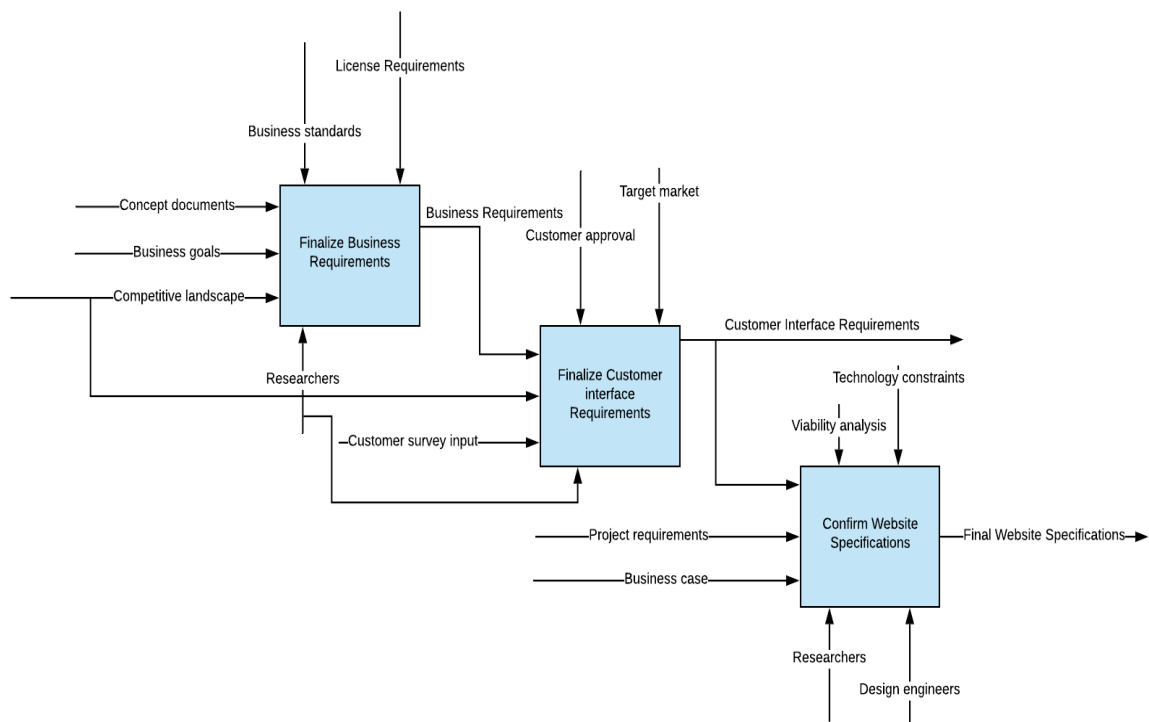 License Requirements
Business standards
Target market
Concept documents
Business Requirements
Customer approval
Finalize Business
Requirements
Business goals
Competitive landscape
Customer Interface Requirements
Researchers
Finalize Customer
interface
Requirements
Technology constraints
Viability analysis
Customer survey input
Confirm Website
Specifications
Project requirements
Final Website Specifications
Business case
Researchers
Design engineers